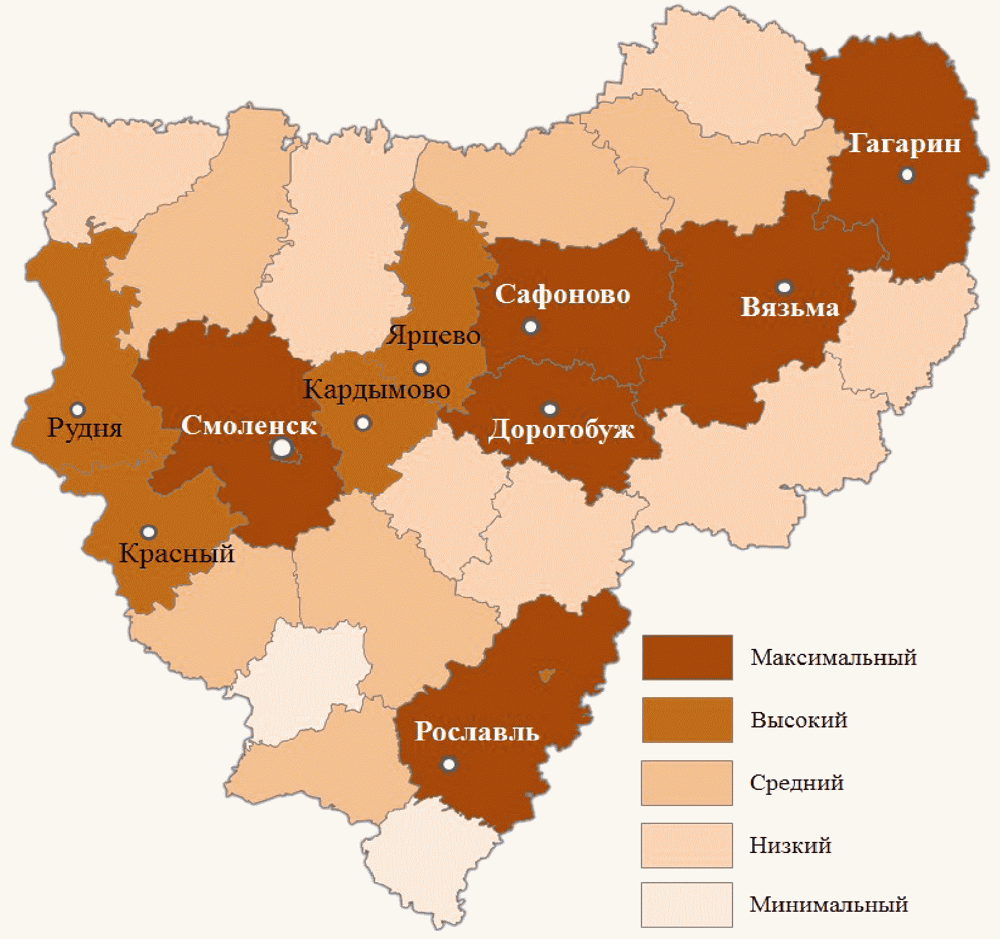 Гагарин
Сафоново
Вязьма
Ярцево
Кардымово
Рудня
Смоленск
Дорогобуж
Красный
Рославль
Максимальный
Высокий
Средний
Низкий
Минимальный